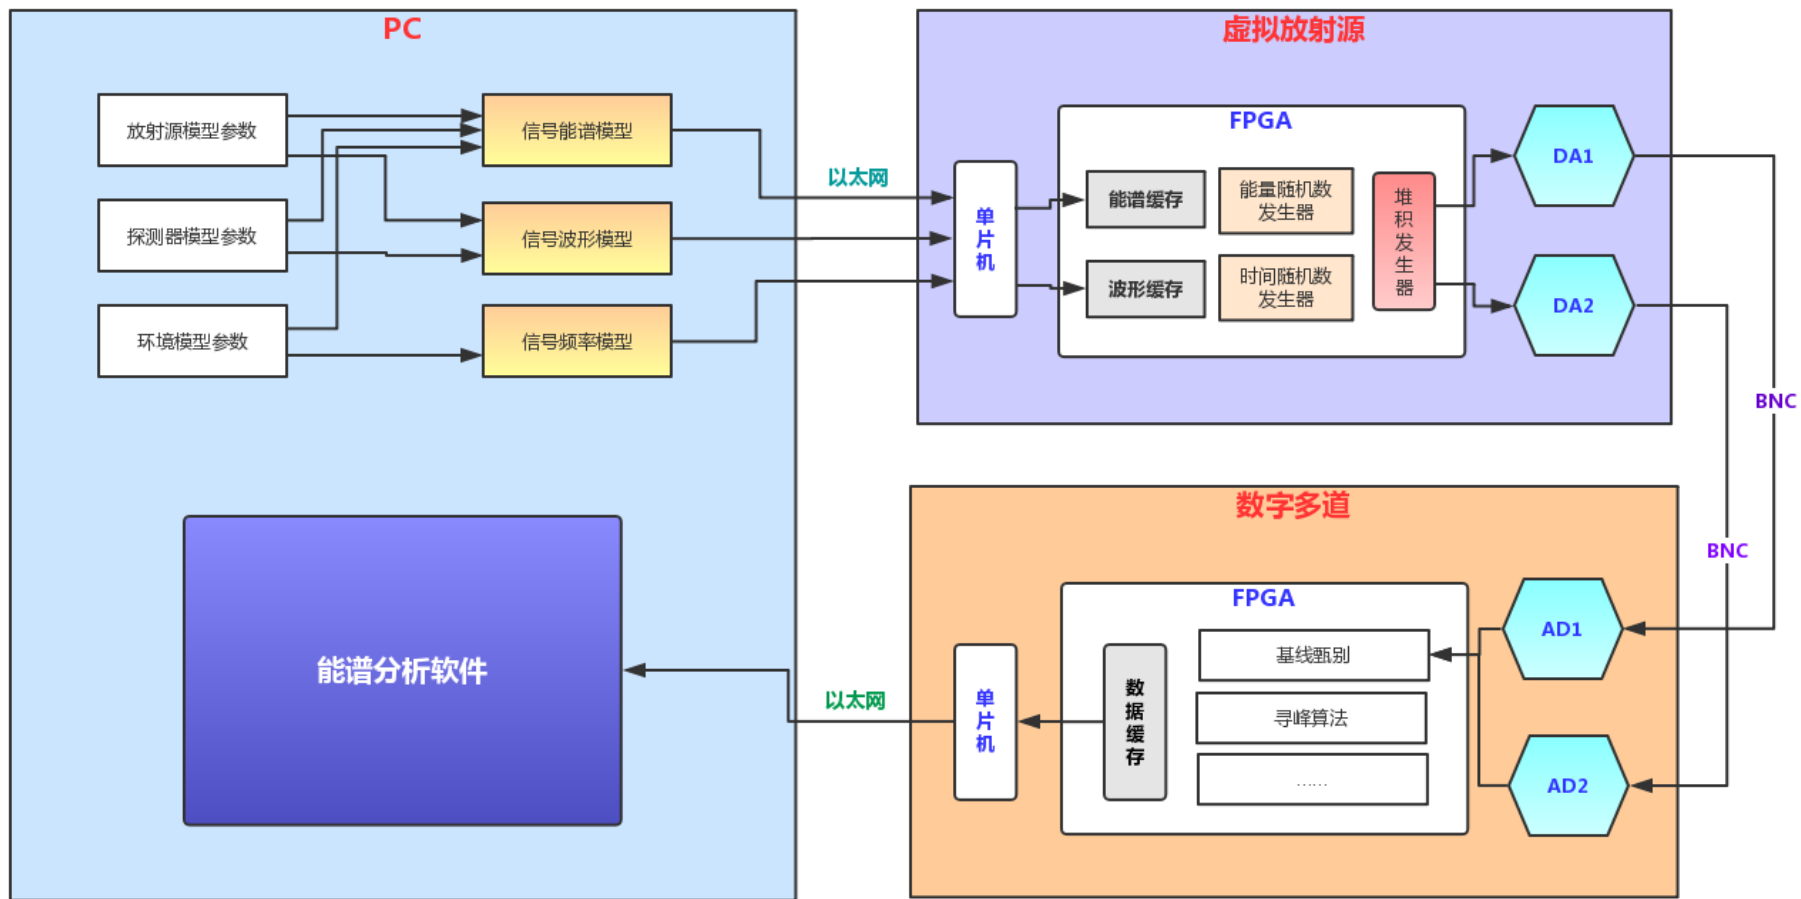 PC
放射源模型参数
信号能谱模型
探测器模型参数
信号波形模型
环境模型参数
信号频率模型
能谱分析软件
以太网
虚拟放射源
单
片
机
FPGA
能谱缓存
能量随机数
发生器
波形缓存
时间随机数
发生器
堆
积
发
生
器
DA1
DA2
BNC
BNC
数字多道
FPGA
AD1
AD2
基线甄别
寻峰算法
……
数
据
缓
存
单
片
机
以太网